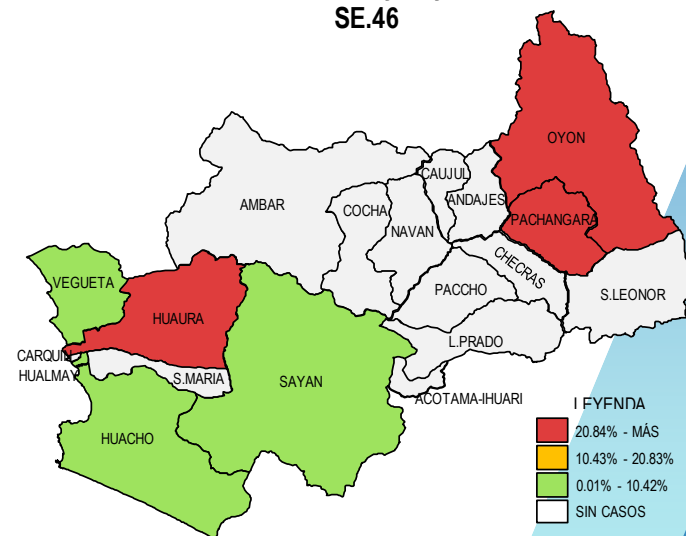 SE.46
OYON
CAUJUL
ANDAJES
AMBAR
COCHA
PACHANGARA
NAVAN
CHECRAS
VEGUETA
PACCHO
S.LEONOR
HUAURA
L.PRADO
CARQUIN
HUALMAY
S.MARIA
SAYAN
ACOTAMA-IHUARI
HUACHO
LEYENDA
20.84% - MÁS
10.43% - 20.83%
0.01% - 10.42%
SIN CASOS